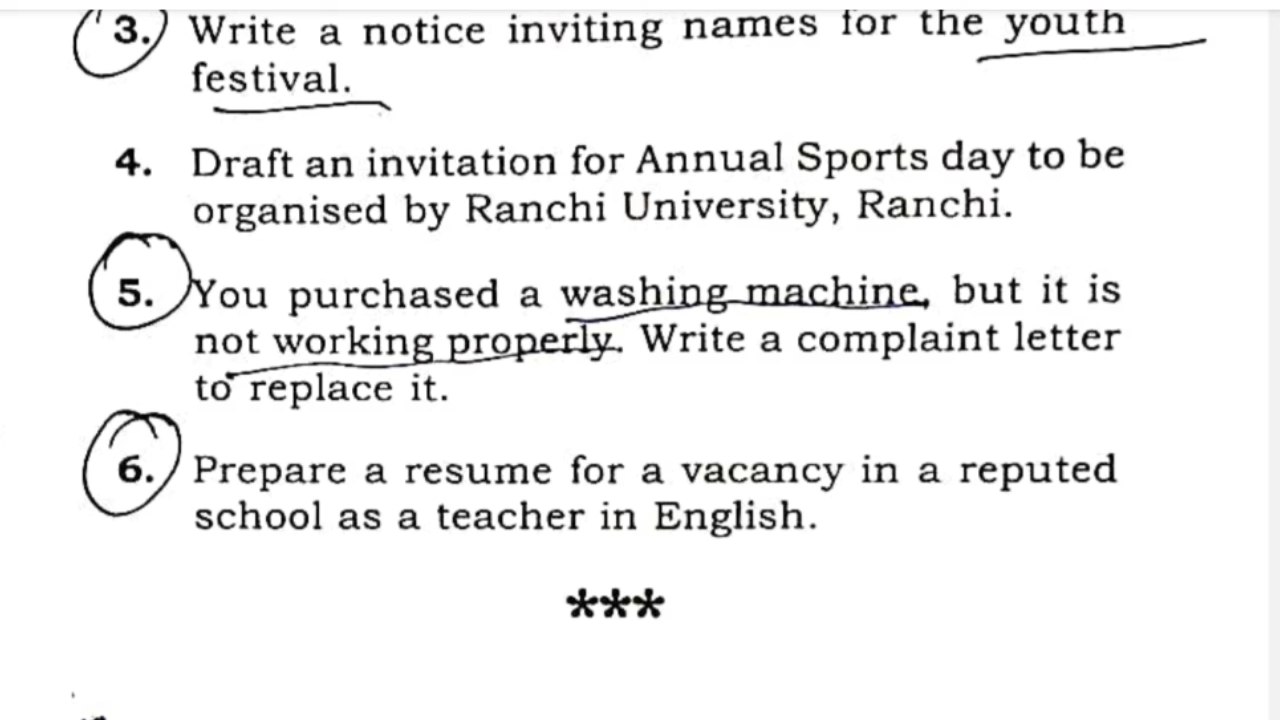 3. Write a notice inviting names for the youth
festival.
4. Draft an invitation for Annual Sports day to be
organised by Ranchi University, Ranchi.
5. You purchased a washing machine, but it is
not working properly. Write a complaint letter
to replace it.
6. Prepare a resume for a vacancy in a reputed
school as a teacher in English.
***